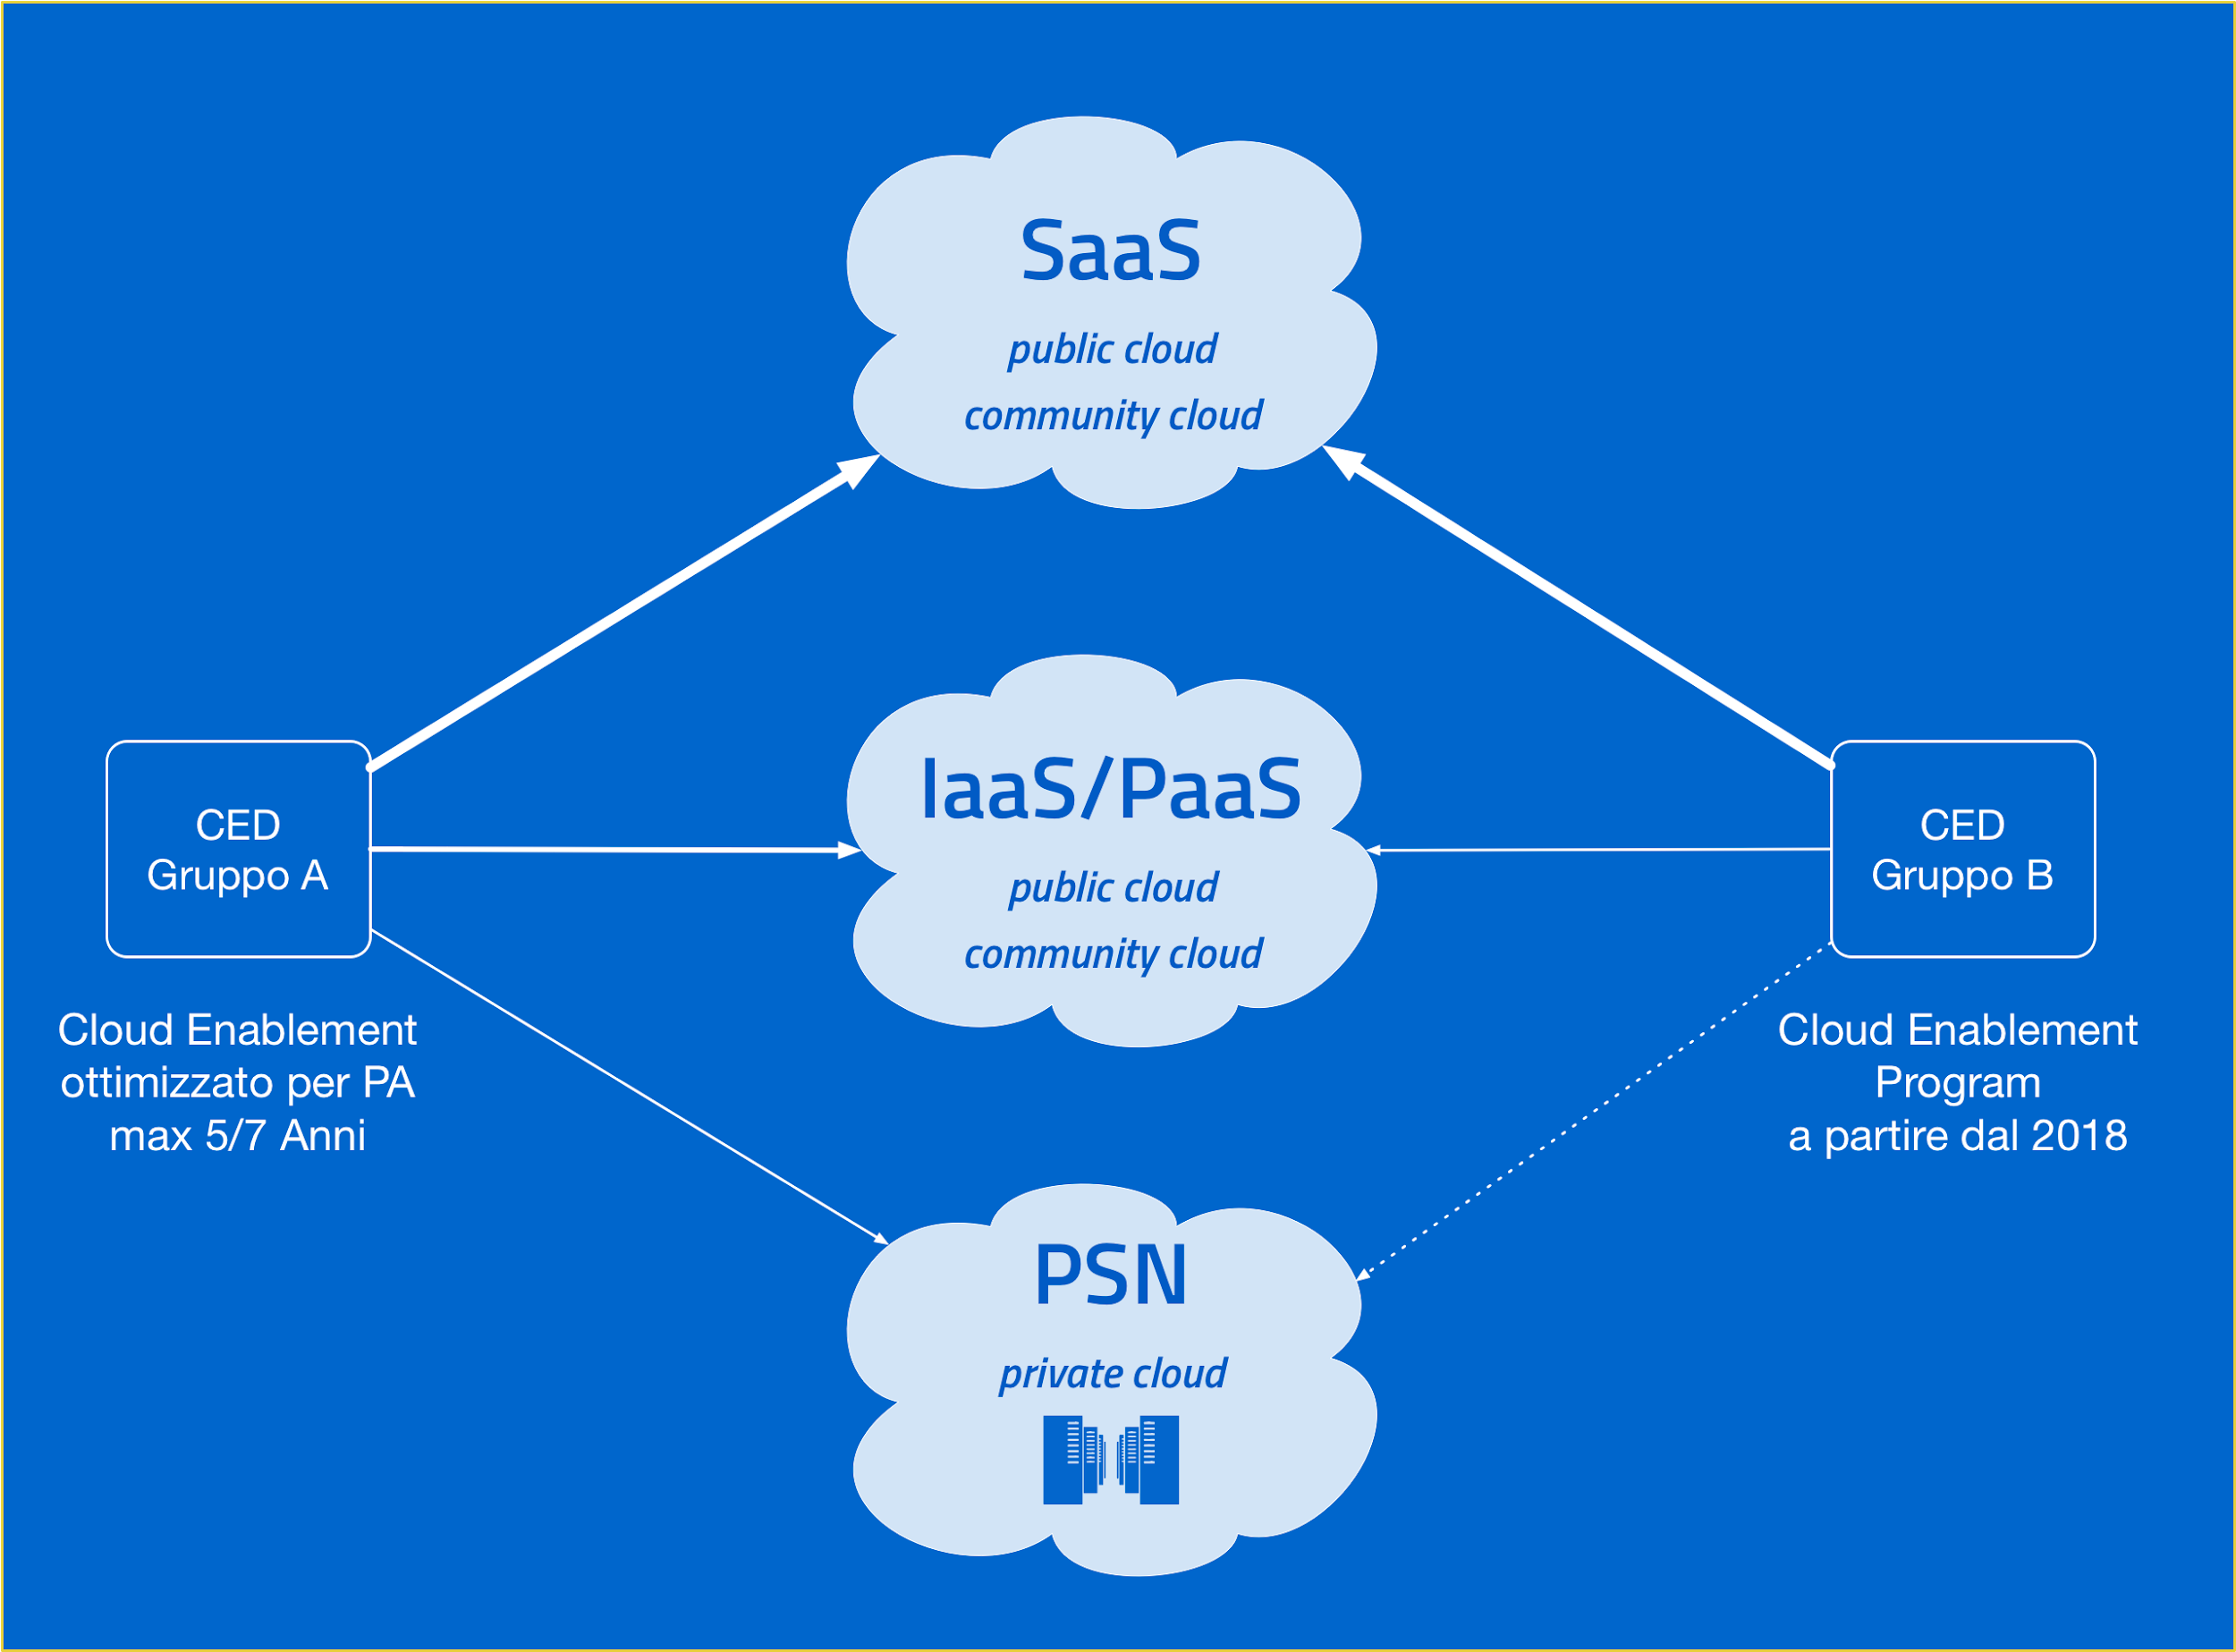 SaaS
public cloud
community cloud
IaaS/PaaS
public cloud
community cloud
CED
Gruppo A
CED
Gruppo B
Cloud Enablement
ottimizzato per PA
max 5/7 Anni
Cloud Enablement
Program
a partire dal 2018
PSN
private cloud